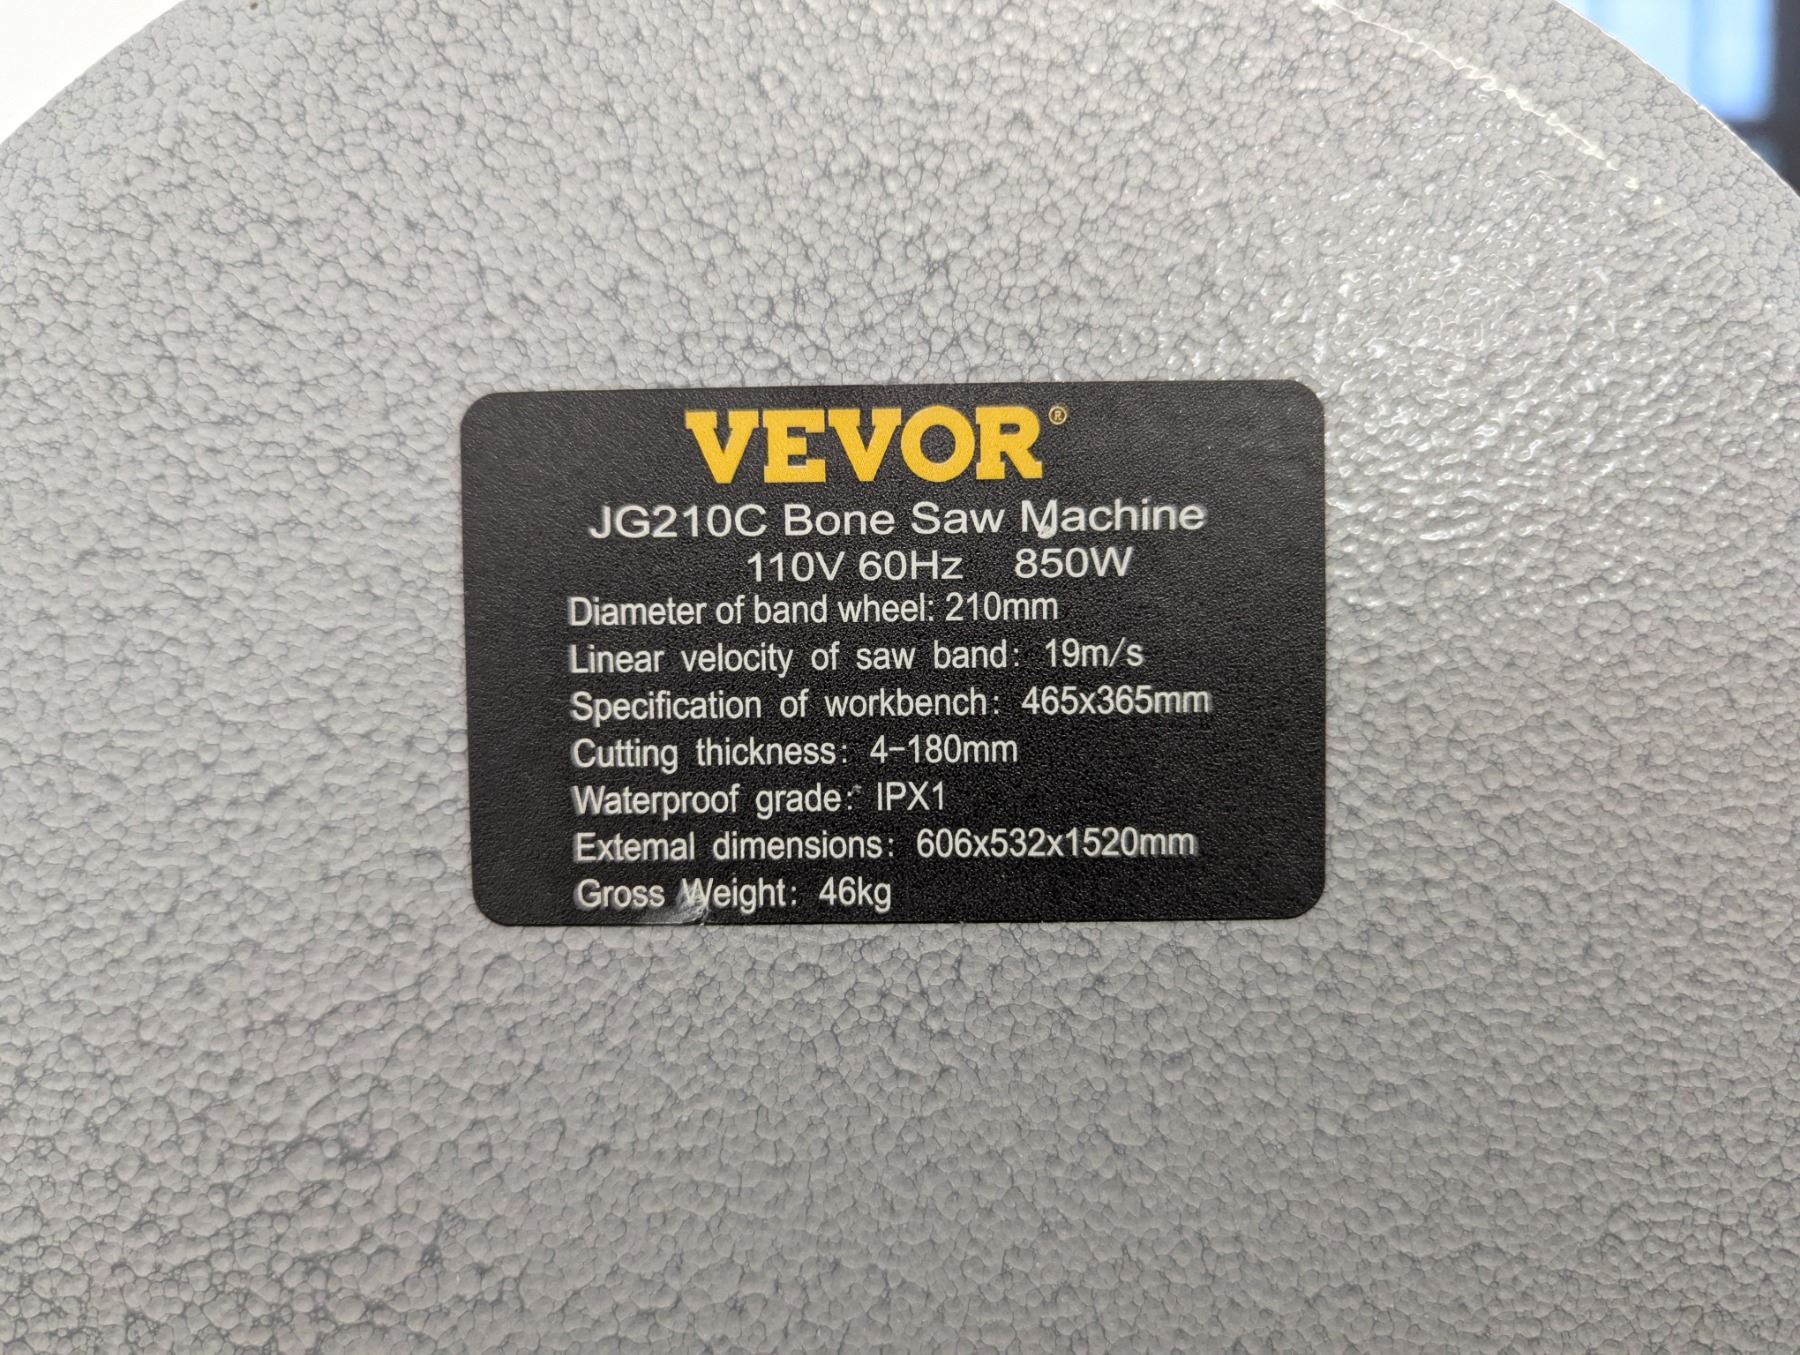 VEVOR®
JG210C Bone Saw Machine
110V 60Hz 850W
Diameter of band wheel: 210mm
Linear velocity of saw band: 19m/s
Specification of workbench: 465x365mm
Cutting thickness: 4-180mm
Waterproof grade: IPX1
External dimensions: 606x532x1520mm
Gross Weight: 46kg